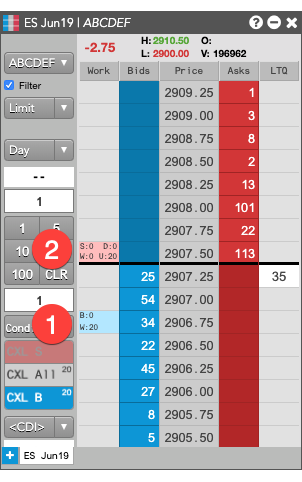 ES Jun19 | ABCDEF
-2.75 H: 2910.50 O:
L: 2900.00 V: 196962
ABCDEF
Filter
Limit
Day
--
1
1 5
10
100 CLR
1
Cond
CXL S
CXL All 20
CXL B 20
<CDI>
+ ES Jun19
2
1
Work Bids Price Asks LTQ
2909.25 1
2909.00 3
2908.75 8
2908.50 2
2908.25 13
2908.00 101
2907.75 22
S:0 D:0
W:0 U:20 2907.50 113
25 2907.25 35
54 2907.00
B:0
W:20 34 2906.75
22 2906.50
45 2906.25
27 2906.00
8 2905.75
5 2905.50